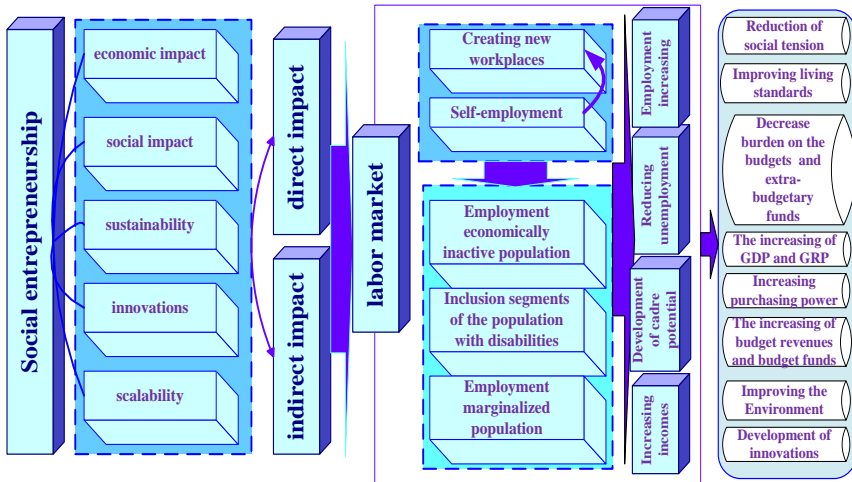 Social entrepreneurship
economic impact
social impact
sustainability
innovations
scalability
direct impact
indirect impact
labor market
Creating new
workplaces
Self-employment
Employment
economically
inactive population
Inclusion segments
of the population
with disabilities
Employment
marginalized
population
Employment
increasing
Reducing
unemployment
Development
of cadre
potential
Increasing
incomes
Reduction of
social tension
Improving living
standards
Decrease
burden on the
budgets and
extra-
budgetary
funds
The increasing of
GDP and GRP
Increasing
purchasing power
The increasing of
budget revenues
and budget funds
Improving the
Environment
Development of
innovations